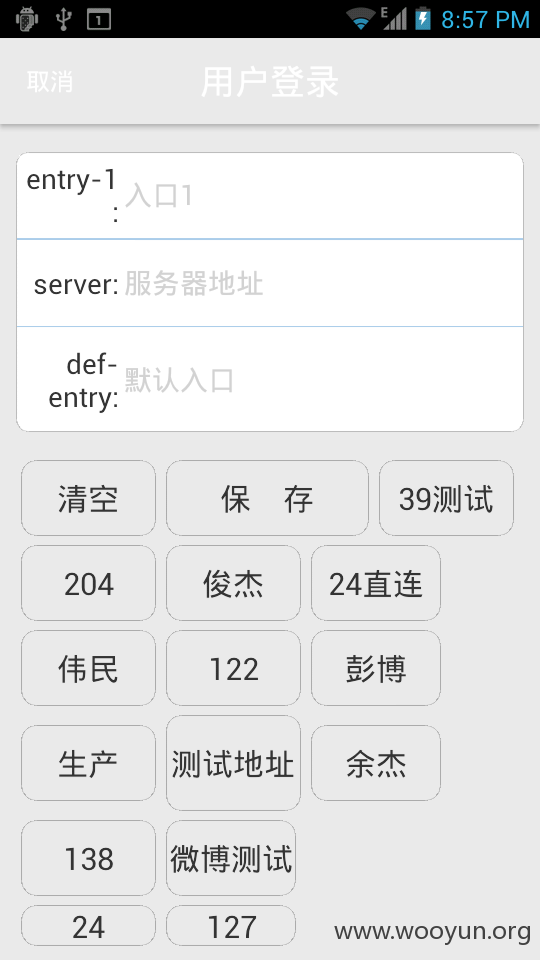 E 8:57 PM
1
取消 用户登录
entry-1
: 入口1
server: 服务器地址
def-
entry: 默认入口
清空 保 存 39测试
204 俊杰 24直连
伟民 122 彭博
生产 测试地址 余杰
138 微博测试
24 127
www.wooyun.org